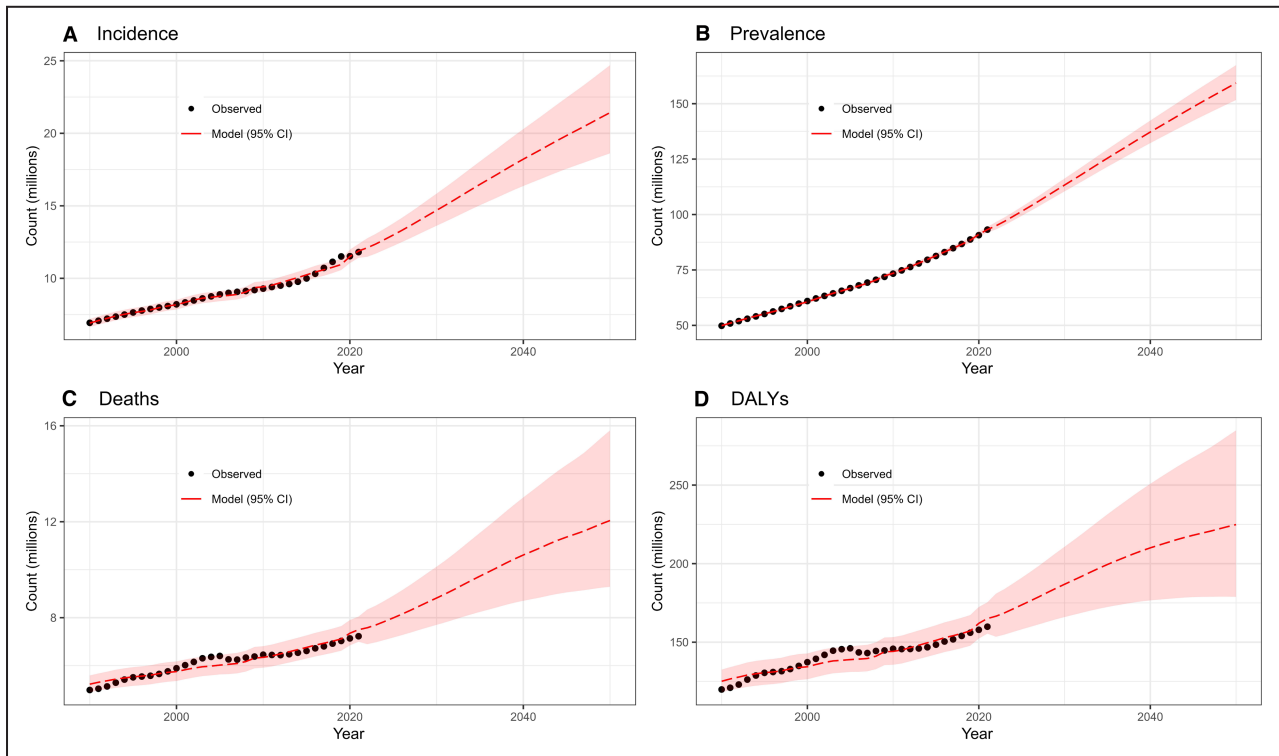 A Incidence
25
20
15
10
Count (millions)
Observed
Model (95% CI)
2000
2020
2040
Year
B Prevalence
150
125
100
75
50
Count (millions)
Observed
Model (95% CI)
2000
2020
2040
Year
C Deaths
16
12
8
Count (millions)
Observed
Model (95% CI)
2000
2020
2040
Year
D DALYs
250
200
150
Count (millions)
Observed
Model (95% CI)
2000
2020
2040
Year